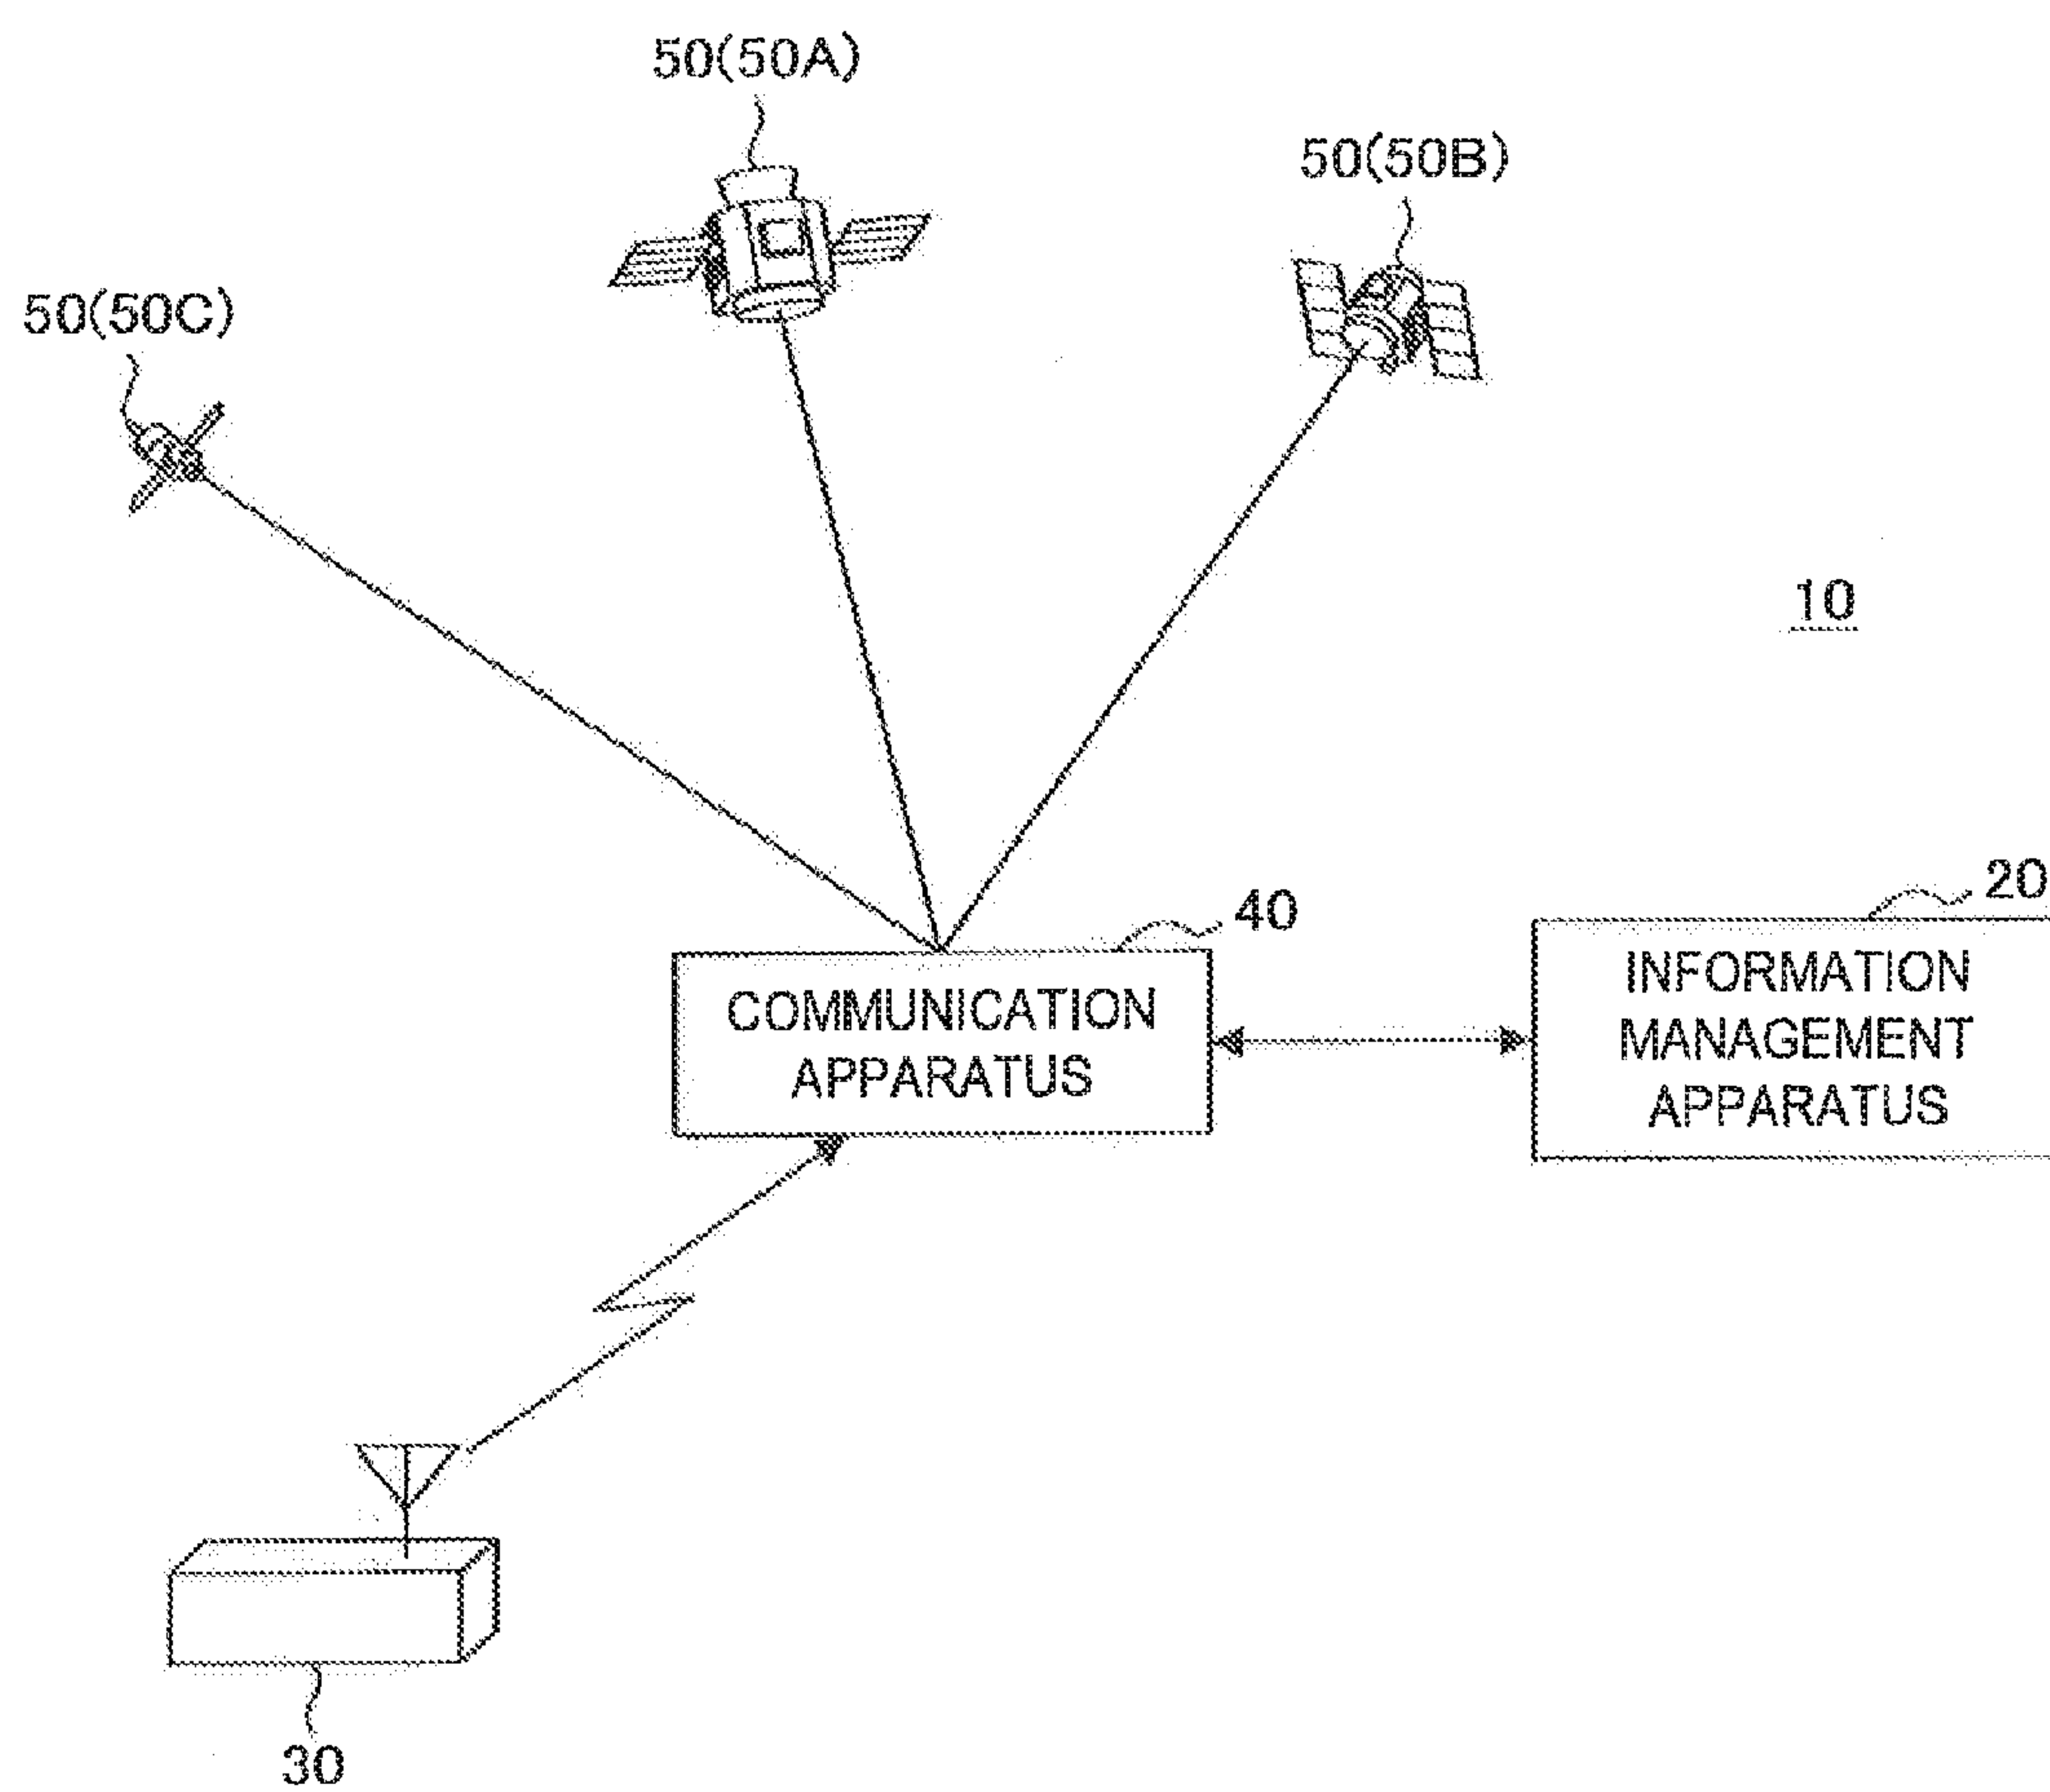 50(50A)
50(50B)
50(50C)
10
20
40
INFORMATION
MANAGEMENT
APPARATUS
COMMUNICATION
APPARATUS
30